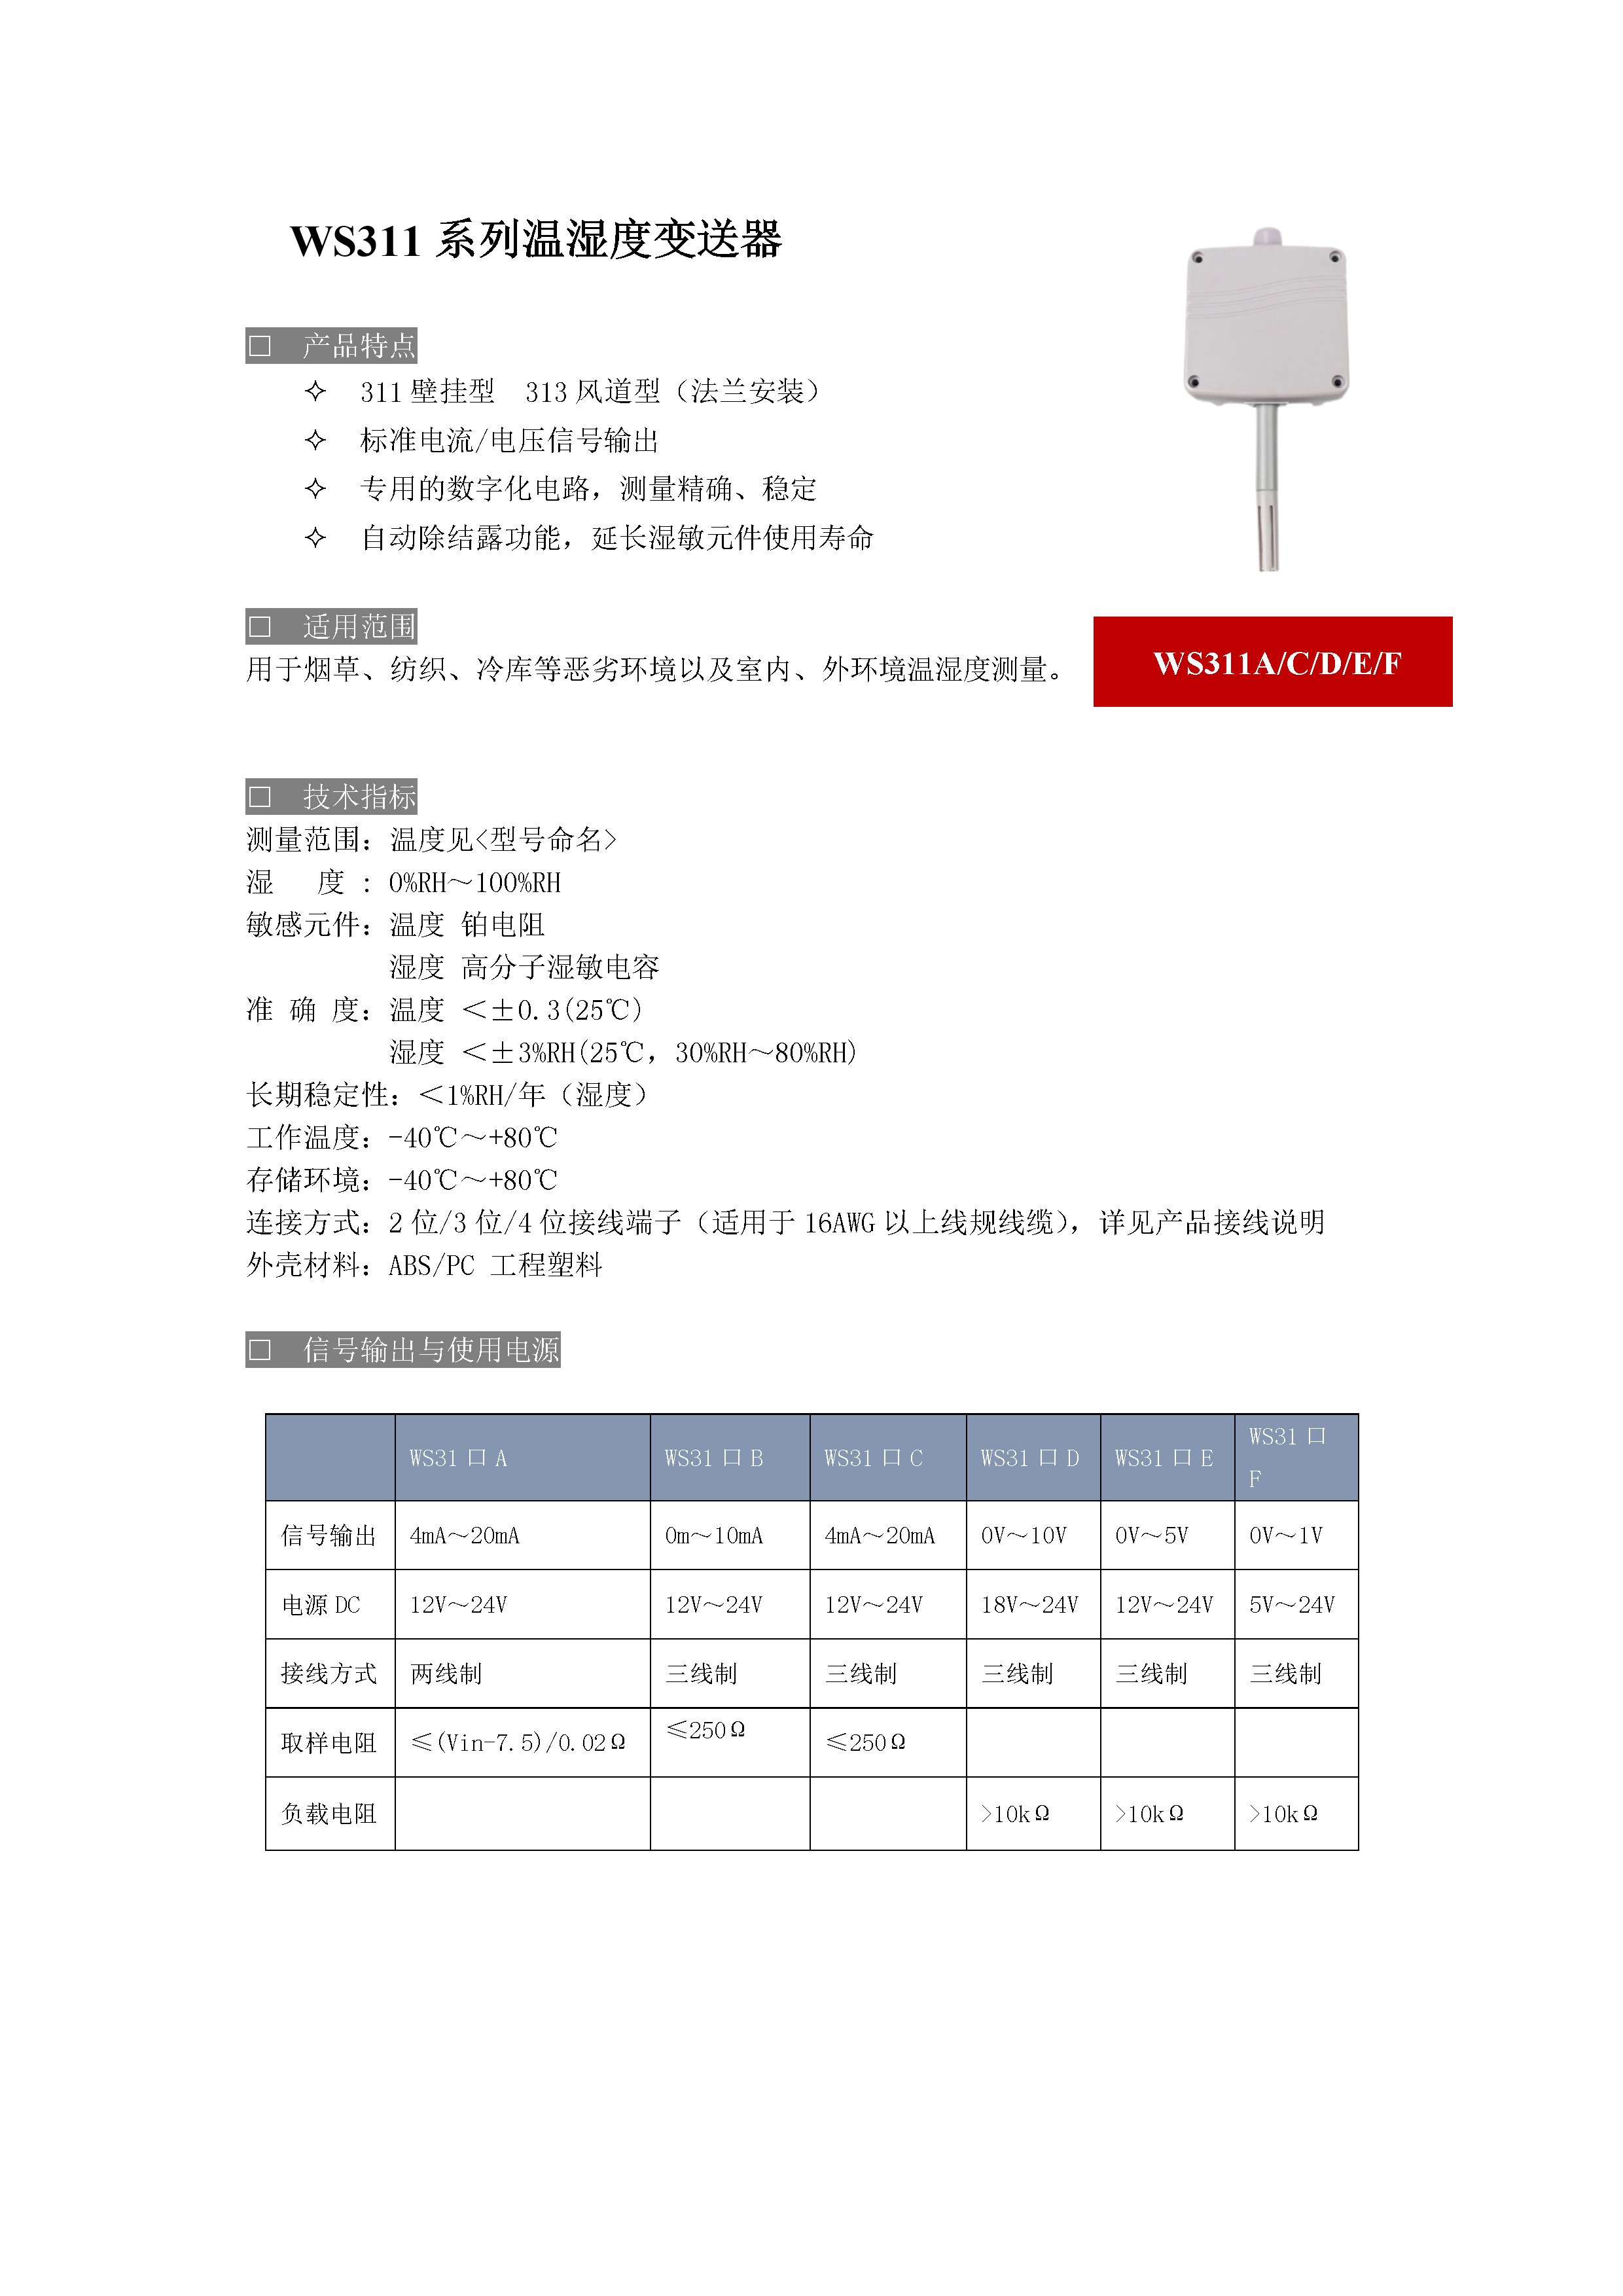 WS311 系列温湿度变送器
□ 产品特点
✧ 311 壁挂型 313 风道型（法兰安装）
✧ 标准电流/电压信号输出
✧ 专用的数字化电路，测量精确、稳定
✧ 自动除结露功能，延长湿敏元件使用寿命
□ 适用范围
用于烟草、纺织、冷库等恶劣环境以及室内、外环境温湿度测量。
WS311A/C/D/E/F
□ 技术指标
测量范围：温度见<型号命名>
湿 度 : 0%RH～100%RH
敏感元件：温度 铂电阻
湿度 高分子湿敏电容
准 确 度：温度 ＜±0.3(25℃)
湿度 ＜±3%RH(25℃，30%RH～80%RH)
长期稳定性：＜1%RH/年（湿度）
工作温度：-40℃～+80℃
存储环境：-40℃～+80℃
连接方式：2 位/3 位/4 位接线端子（适用于 16AWG 以上线规线缆），详见产品接线说明
外壳材料：ABS/PC 工程塑料
□ 信号输出与使用电源
WS31 口 A WS31 口 B WS31 口 C WS31 口 D WS31 口 E WS31 口 F
信号输出 4mA～20mA 0m～10mA 4mA～20mA 0V～10V 0V～5V 0V～1V
电源 DC 12V～24V 12V～24V 12V～24V 18V～24V 12V～24V 5V～24V
接线方式 两线制 三线制 三线制 三线制 三线制 三线制
取样电阻 ≤(Vin-7.5)/0.02Ω ≤250Ω ≤250Ω
负载电阻 >10kΩ >10kΩ >10kΩ